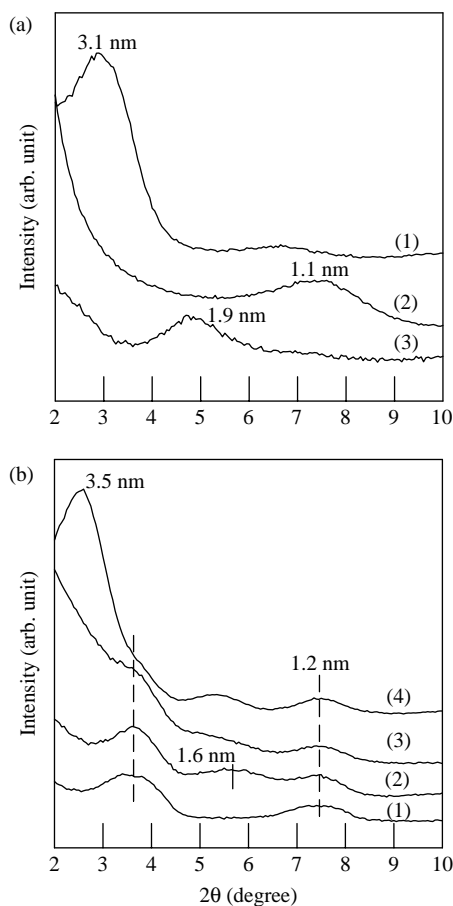 (a)
3.1 nm
Intensity (arb. unit)
(1)
1.1 nm
(2)
1.9 nm
(3)
2 3 4 5 6 7 8 9 10
(b)
3.5 nm
Intensity (arb. unit)
1.2 nm
(4)
(3)
1.6 nm
(2)
(1)
2 3 4 5 6 7 8 9 10
2θ (degree)